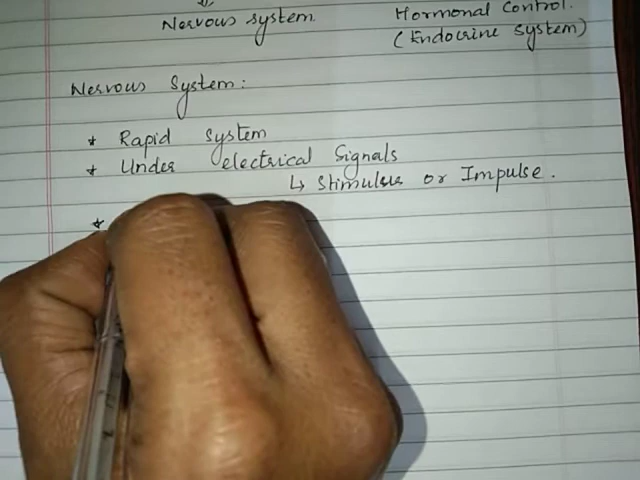 Nervous system. Hormonal Control.
(Endocrine system)
Nervous System:
* Rapid System
* Under electrical Signals
↳ Stimulus or Impulse.
*